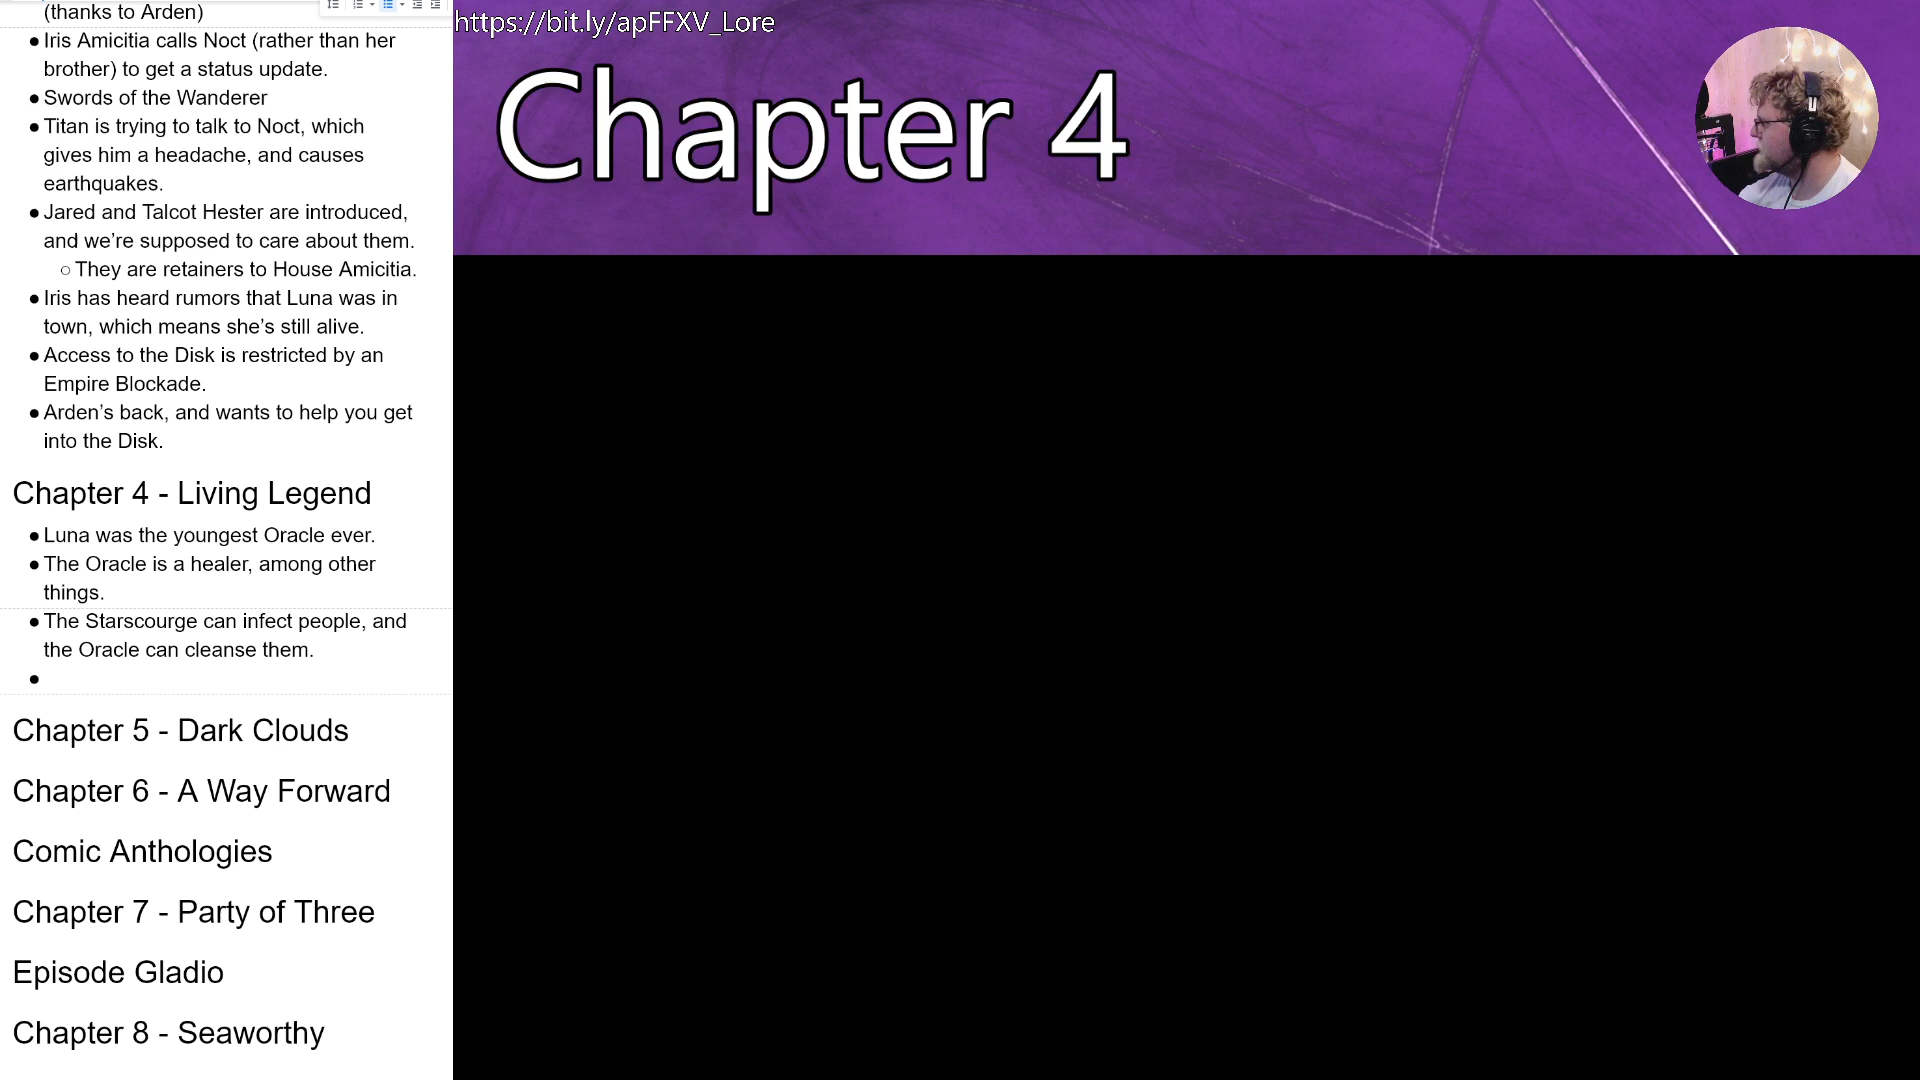 (thanks to Arden)
● Iris Amicitia calls Noct (rather than her
brother) to get a status update.
● Swords of the Wanderer
● Titan is trying to talk to Noct, which
gives him a headache, and causes
earthquakes.
● Jared and Talcot Hester are introduced,
and we’re supposed to care about them.
○ They are retainers to House Amicitia.
● Iris has heard rumors that Luna was in
town, which means she’s still alive.
● Access to the Disk is restricted by an
Empire Blockade.
● Arden’s back, and wants to help you get
into the Disk.
Chapter 4 - Living Legend
● Luna was the youngest Oracle ever.
● The Oracle is a healer, among other
things.
● The Starscourge can infect people, and
the Oracle can cleanse them.
●
Chapter 5 - Dark Clouds
Chapter 6 - A Way Forward
Comic Anthologies
Chapter 7 - Party of Three
Episode Gladio
Chapter 8 - Seaworthy
https://bit.ly/apFFXV_Lore
Chapter 4